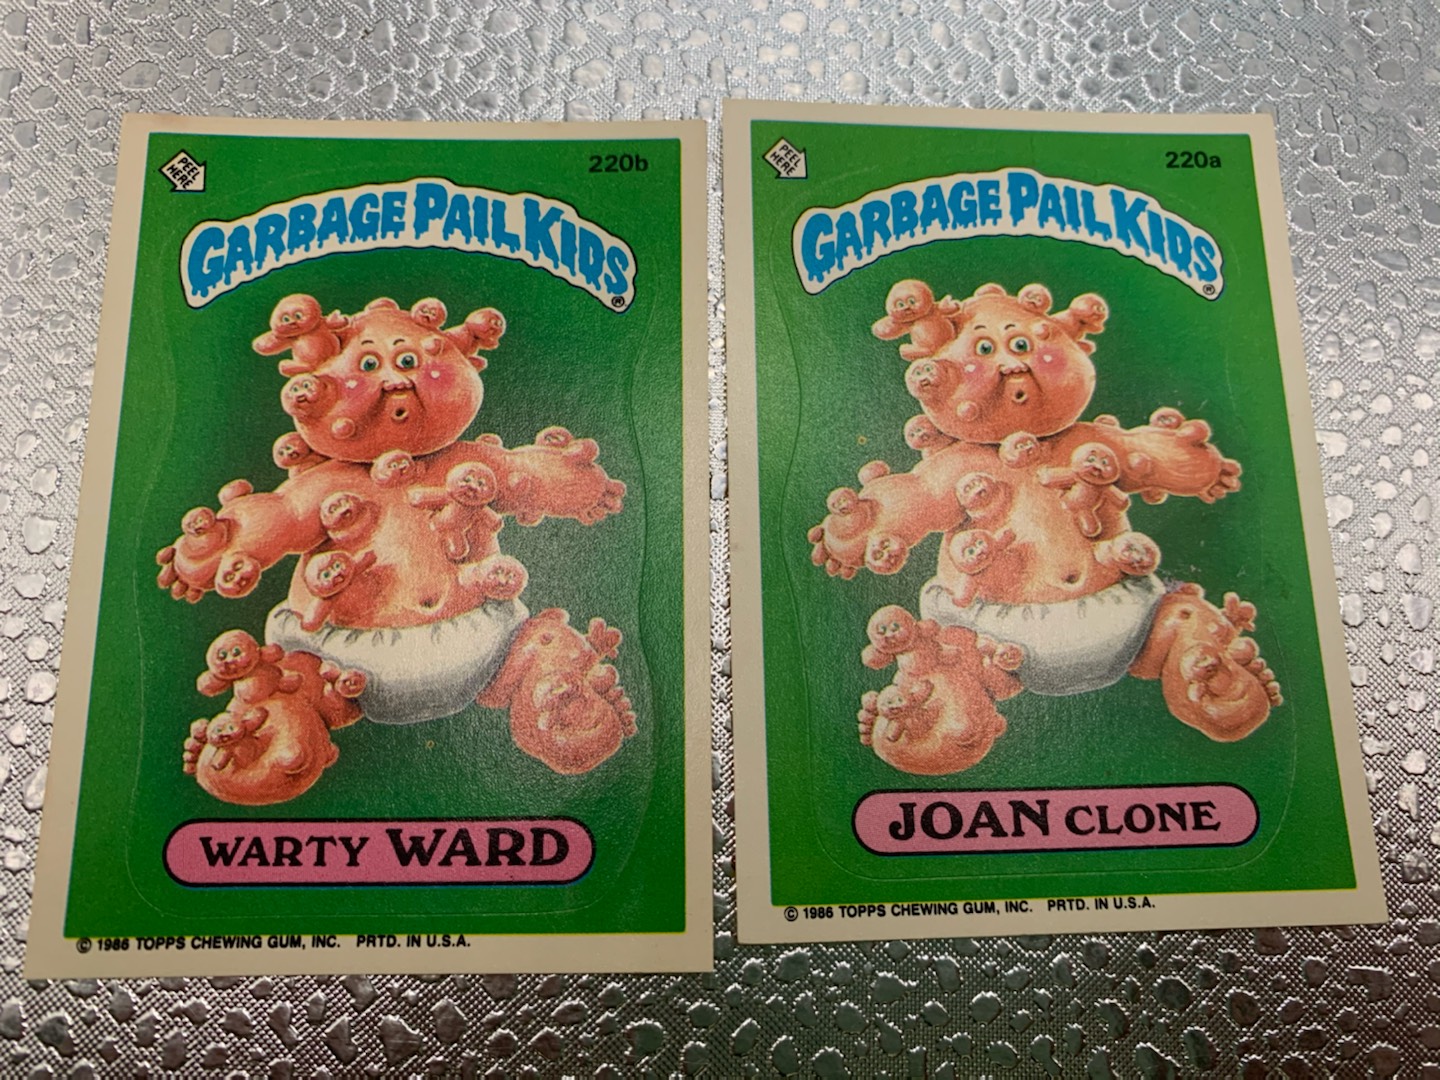 PEEL HERE
220b
GARBAGE PAIL KIDS®
WARTY WARD
© 1986 TOPPS CHEWING GUM, INC. PRTD. IN U.S.A.
PEEL HERE
220a
GARBAGE PAIL KIDS®
JOAN CLONE
© 1986 TOPPS CHEWING GUM, INC. PRTD. IN U.S.A.